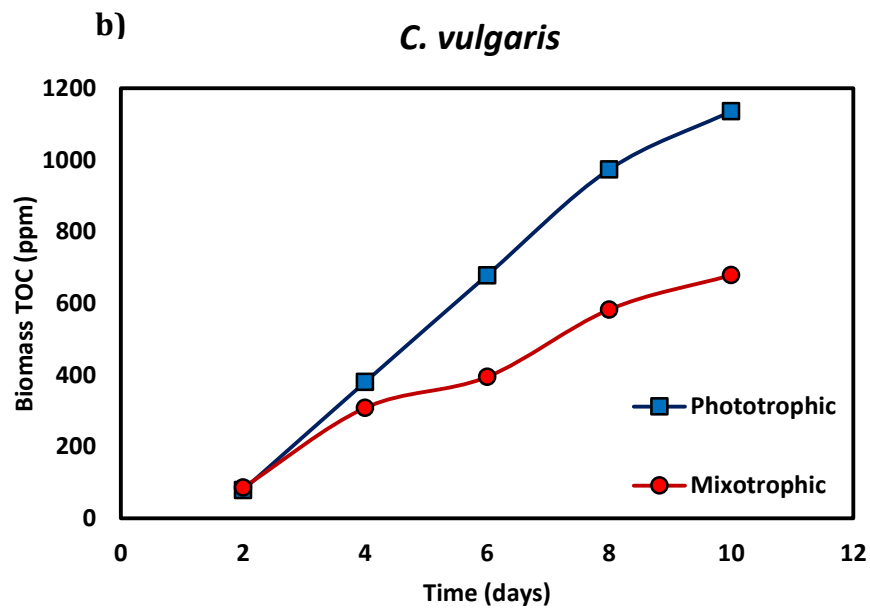 b)
C. vulgaris
1200
1000
800
600
400
200
0
Biomass TOC (ppm)
0 2 4 6 8 10 12
Time (days)
Phototrophic
Mixotrophic